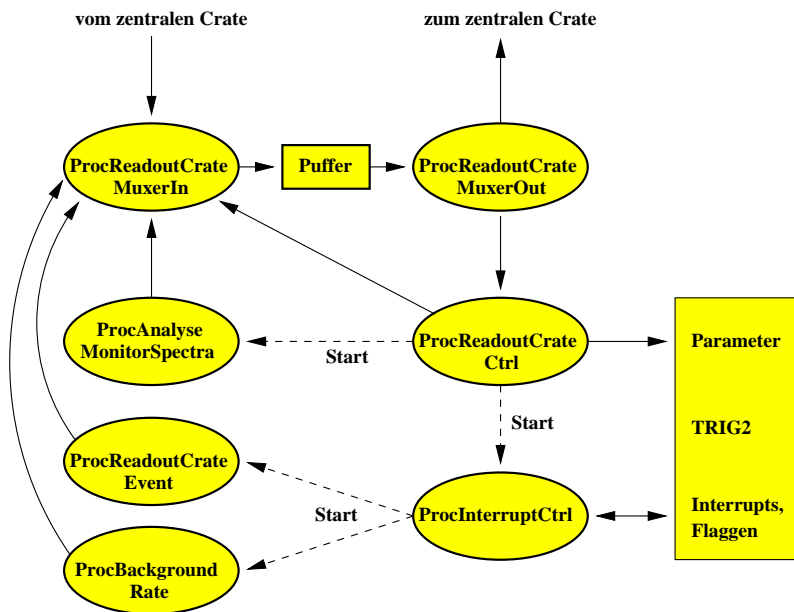 vom zentralen Crate
zum zentralen Crate
ProcReadoutCrate
MuxerIn
Puffer
ProcReadoutCrate
MuxerOut
ProcAnalyse
MonitorSpectra
Start
ProcReadoutCrate
Ctrl
Parameter
Start
TRIG2
ProcReadoutCrate
Event
Start
ProcInterruptCtrl
Interrupts,
Flaggen
ProcBackground
Rate